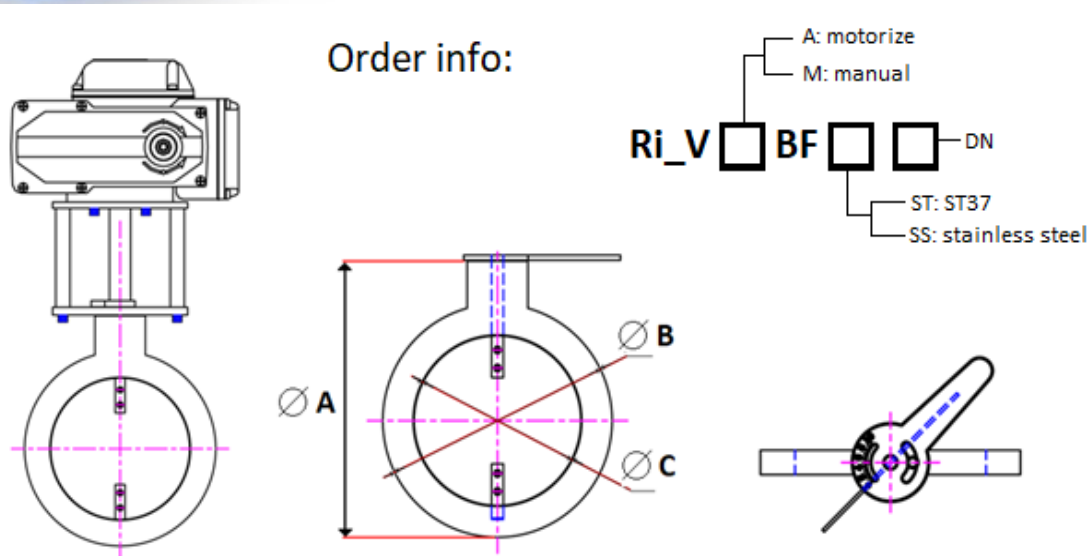 Order info:
A: motorize
M: manual
Ri_V BF DN
ST: ST37
SS: stainless steel
∅ A
∅ B
∅ C